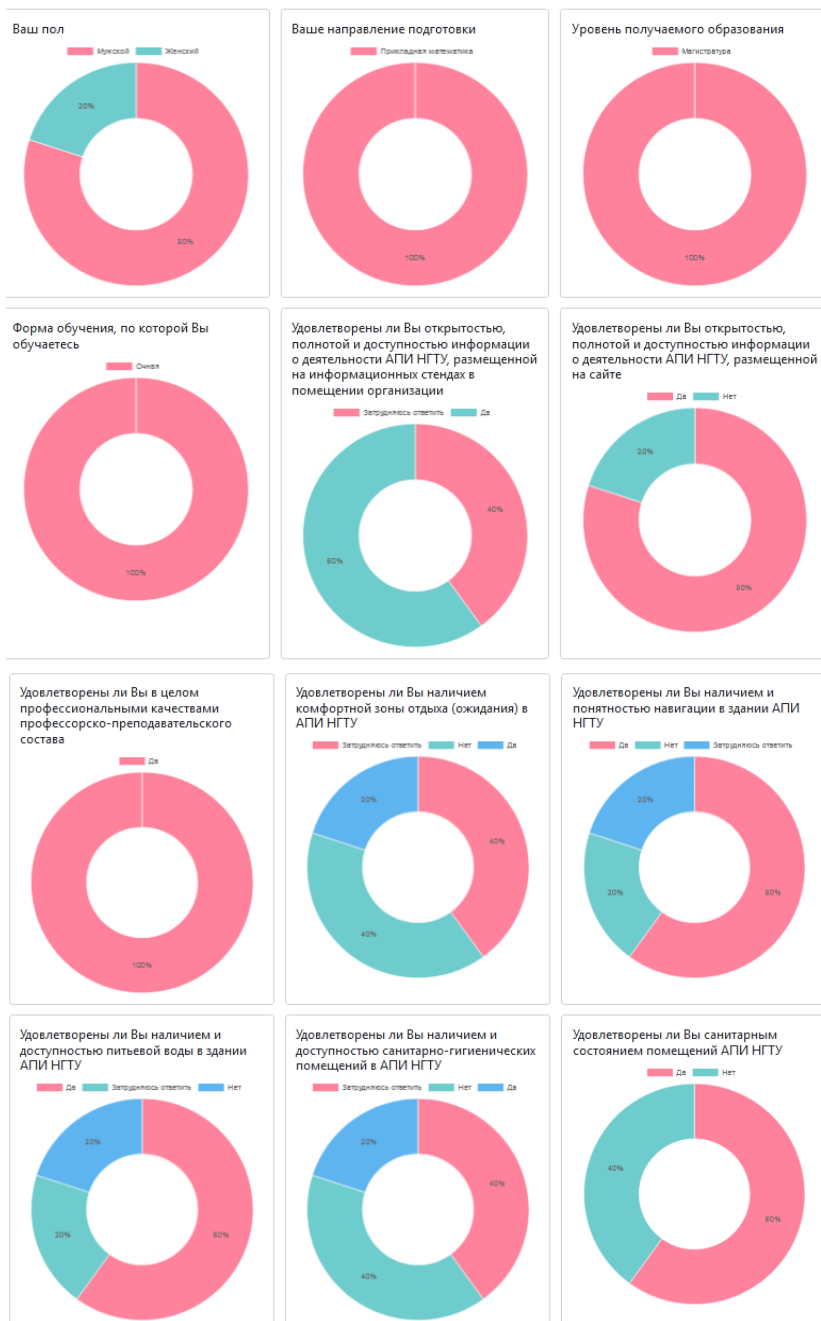 Ваш пол
Мужской Женский
20%
80%
Ваше направление подготовки
Прикладная математика
100%
Уровень получаемого образования
Магистратура
100%
Форма обучения, по которой Вы
обучаетесь
Очная
100%
Удовлетворены ли Вы открытостью,
полнотой и доступностью информации
о деятельности АПИ НГТУ, размещенной
на информационных стендах в
помещении организации
Затрудняюсь ответить Да
40%
60%
Удовлетворены ли Вы открытостью,
полнотой и доступностью информации
о деятельности АПИ НГТУ, размещенной
на сайте
Да Нет
20%
80%
Удовлетворены ли Вы в целом
профессиональными качествами
профессорско-преподавательского
состава
Да
100%
Удовлетворены ли Вы наличием
комфортной зоны отдыха (ожидания) в
АПИ НГТУ
Затрудняюсь ответить Нет Да
20%
40%
40%
Удовлетворены ли Вы наличием и
понятностью навигации в здании АПИ
НГТУ
Да Нет Затрудняюсь ответить
20%
20%
60%
Удовлетворены ли Вы наличием и
доступностью питьевой воды в здании
АПИ НГТУ
Да Затрудняюсь ответить Нет
20%
20%
60%
Удовлетворены ли Вы наличием и
доступностью санитарно-гигиенических
помещений в АПИ НГТУ
Затрудняюсь ответить Нет Да
20%
40%
40%
Удовлетворены ли Вы санитарным
состоянием помещений АПИ НГТУ
Да Нет
40%
60%